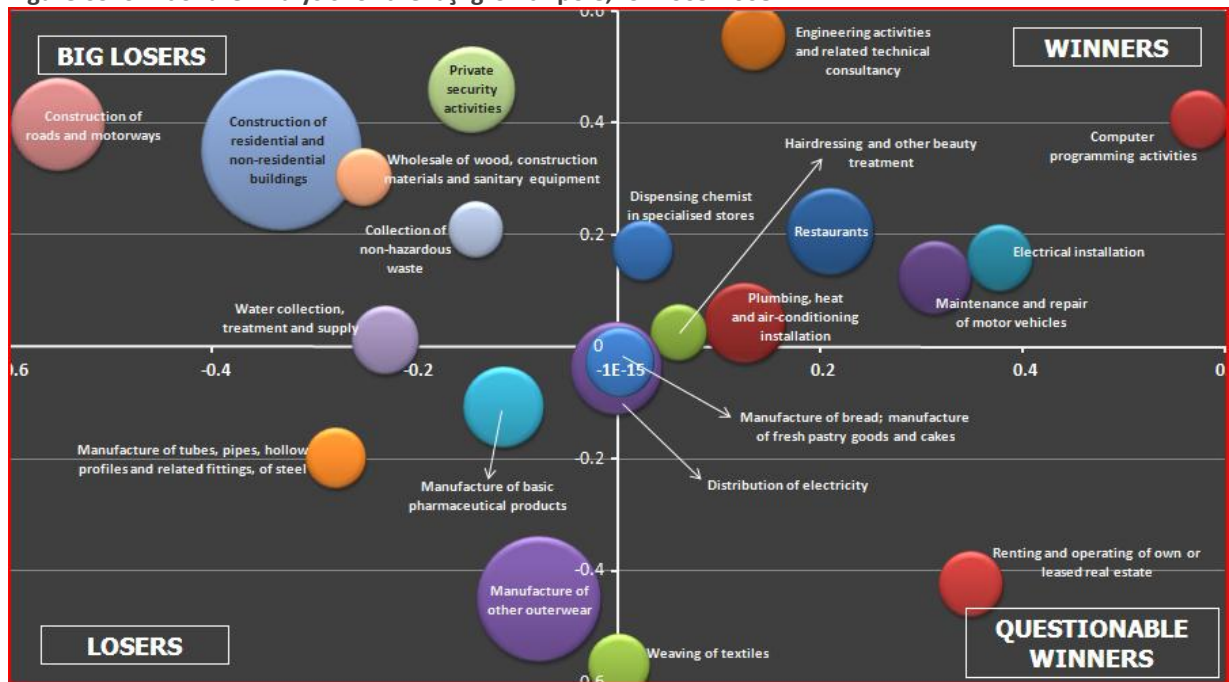 BIG LOSERS
WINNERS
Engineering activities
and related technical
consultancy
Private
security
activities
Construction of
roads and motorways
Construction of
residential and
non-residential
buildings
Wholesale of wood, construction
materials and sanitary equipment
Hairdressing and other beauty
treatment
Computer
programming activities
Dispensing chemist
in specialised stores
Restaurants
Collection of
non-hazardous
waste
Electrical installation
Maintenance and repair
of motor vehicles
Plumbing, heat
and air-conditioning
installation
Water collection,
treatment and supply
0.6
0.4
0.2
0
-0.2
-0.4
0.6
.6
-0.4
-0.2
-1E-15
0.2
0.4
0
Manufacture of bread; manufacture
of fresh pastry goods and cakes
Distribution of electricity
Manufacture of tubes, pipes, hollow
profiles and related fittings, of steel
Manufacture of basic
pharmaceutical products
Manufacture of
other outerwear
Weaving of textiles
Renting and operating of own or
leased real estate
LOSERS
QUESTIONABLE
WINNERS